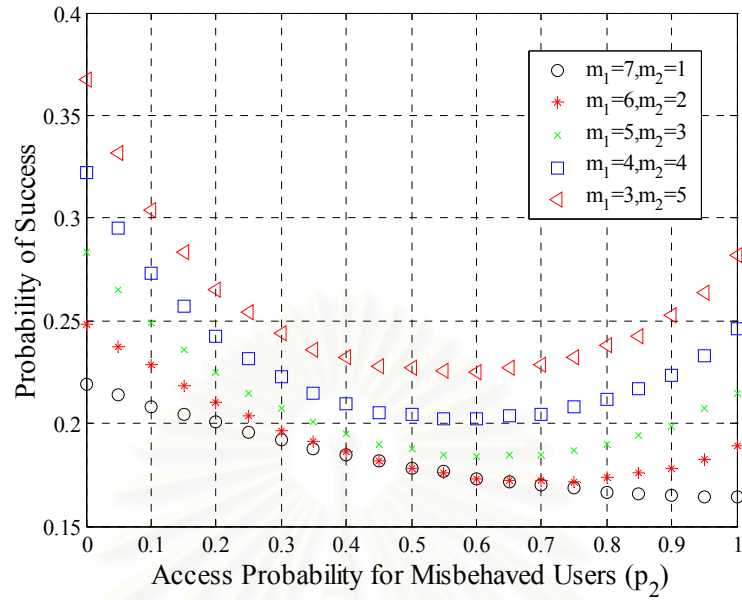 0.4
0.35
0.3
0.25
0.2
0.15
Probability of Success
m₁=7,m₂=1
m₁=6,m₂=2
m₁=5,m₂=3
m₁=4,m₂=4
m₁=3,m₂=5
0 0.1 0.2 0.3 0.4 0.5 0.6 0.7 0.8 0.9 1
Access Probability for Misbehaved Users (p₂)